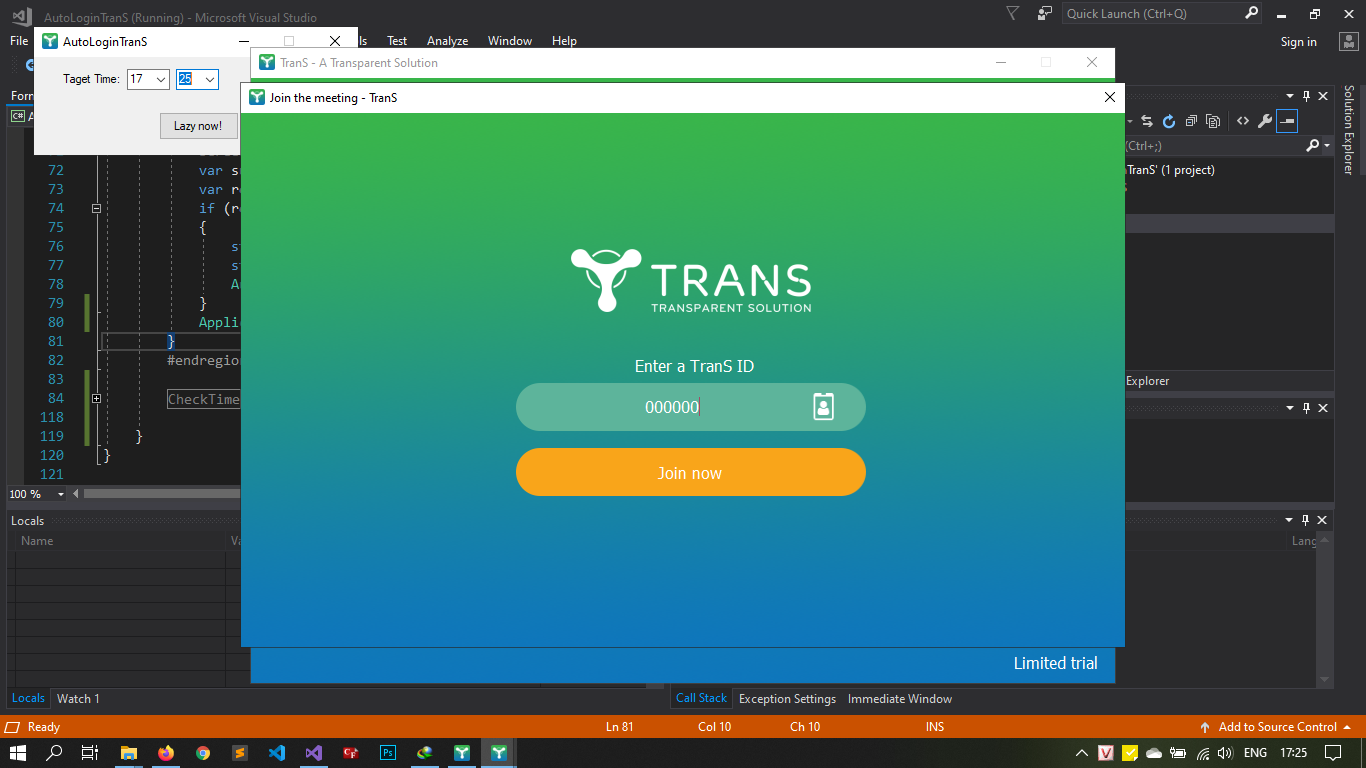 AutoLoginTranS (Running) - Microsoft Visual Studio
Quick Launch (Ctrl+Q)
File
Test Analyze Window Help
Sign in
AutoLoginTranS
Taget Time: 17 25
Lazy now!
TranS - A Transparent Solution
Join the meeting - TranS
TRANS
TRANSPARENT SOLUTION
Enter a TranS ID
000000
Join now
Limited trial
Solution Explorer
(Ctrl+;)
TranS' (1 project)
Explorer
72 var
73 var
74 if
75 {
76
77
78
79 }
80
81 }
82 #endregion
83
84 CheckTime
118
119 }
120 }
121
100 %
Locals
Name
Locals Watch 1
Call Stack Exception Settings Immediate Window
Ready Ln 81 Col 10 Ch 10 INS Add to Source Control
ENG 17:25